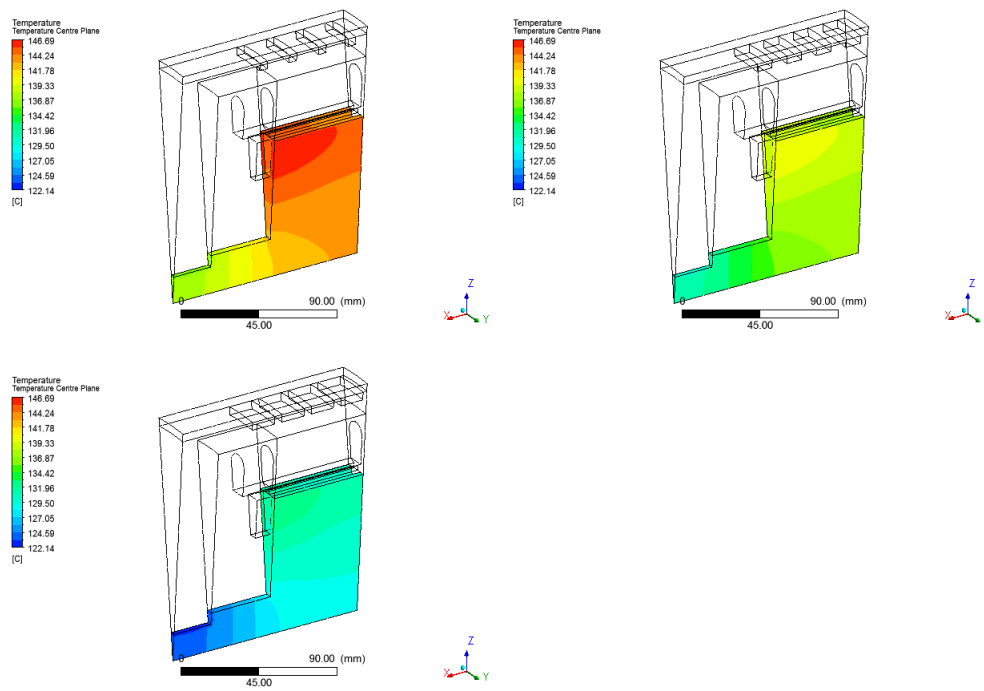 Temperature
Temperature Centre Plane
146.69
144.24
141.78
139.33
136.87
134.42
131.96
129.50
127.05
124.59
122.14
[C]
0 90.00 (mm)
45.00
Z
X Y
Temperature
Temperature Centre Plane
146.69
144.24
141.78
139.33
136.87
134.42
131.96
129.50
127.05
124.59
122.14
[C]
0 90.00 (mm)
45.00
Z
X
Temperature
Temperature Centre Plane
146.69
144.24
141.78
139.33
136.87
134.42
131.96
129.50
127.05
124.59
122.14
[C]
0 90.00 (mm)
45.00
Z
X Y